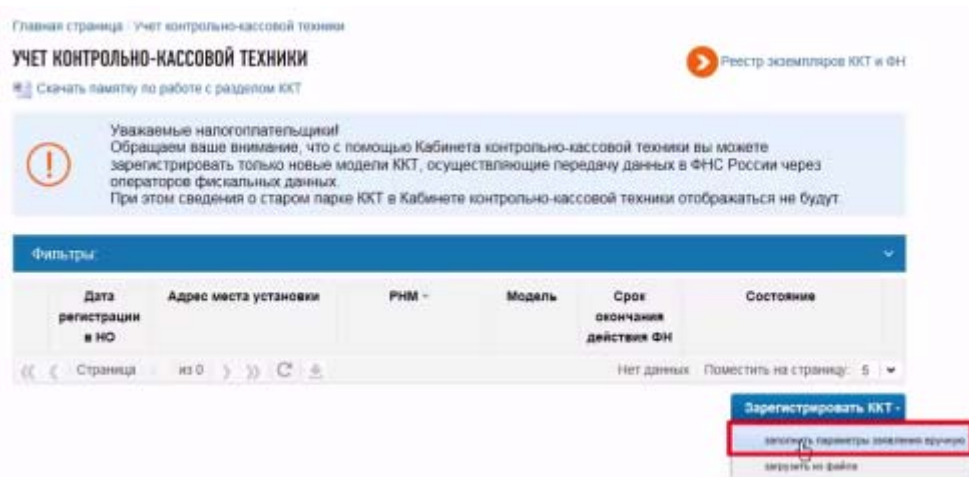 Главная страница / Учет контрольно-кассовой техники
УЧЕТ КОНТРОЛЬНО-КАССОВОЙ ТЕХНИКИ
Реестр экземпляров ККТ и ФН
Скачать памятку по работе с разделом ККТ
Уважаемые налогоплательщики!
Обращаем ваше внимание, что с помощью Кабинета контрольно-кассовой техники вы можете
зарегистрировать только новые модели ККТ, осуществляющие передачу данных в ФНС России через
операторов фискальных данных.
При этом сведения о старом парке ККТ в Кабинете контрольно-кассовой техники отображаться не будут.
Фильтры:
Дата регистрации в НО
Адрес места установки
РНМ
Модель
Срок окончания действия ФН
Состояние
Страница из 0
Нет данных Поместить на страницу: 5
Зарегистрировать ККТ
заполнить параметры заявления вручную
загрузить из файла